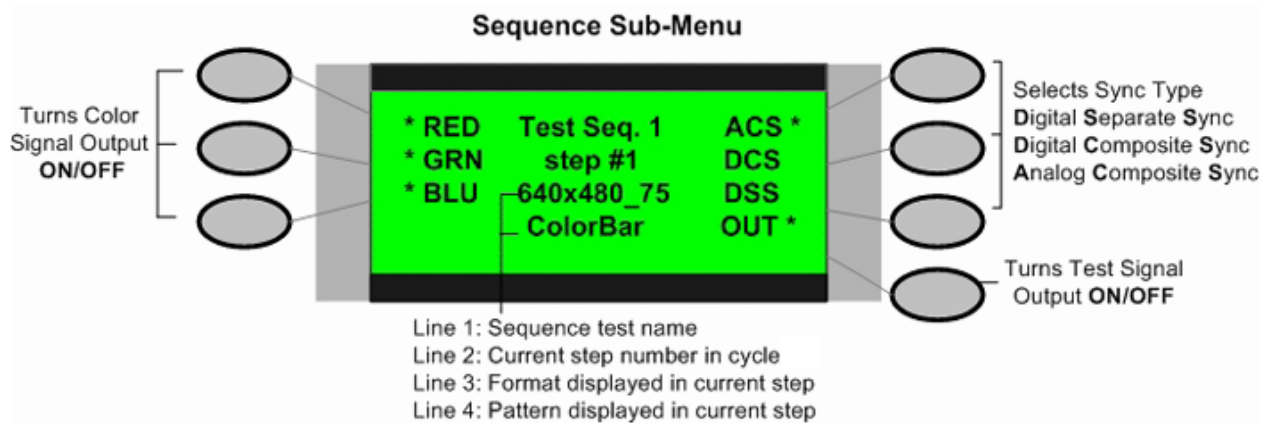 Sequence Sub-Menu
Turns Color
Signal Output
ON/OFF
* RED Test Seq. 1 ACS *
* GRN step #1 DCS
* BLU 640x480_75 DSS
ColorBar OUT *
Selects Sync Type
Digital Separate Sync
Digital Composite Sync
Analog Composite Sync
Turns Test Signal
Output ON/OFF
Line 1: Sequence test name
Line 2: Current step number in cycle
Line 3: Format displayed in current step
Line 4: Pattern displayed in current step